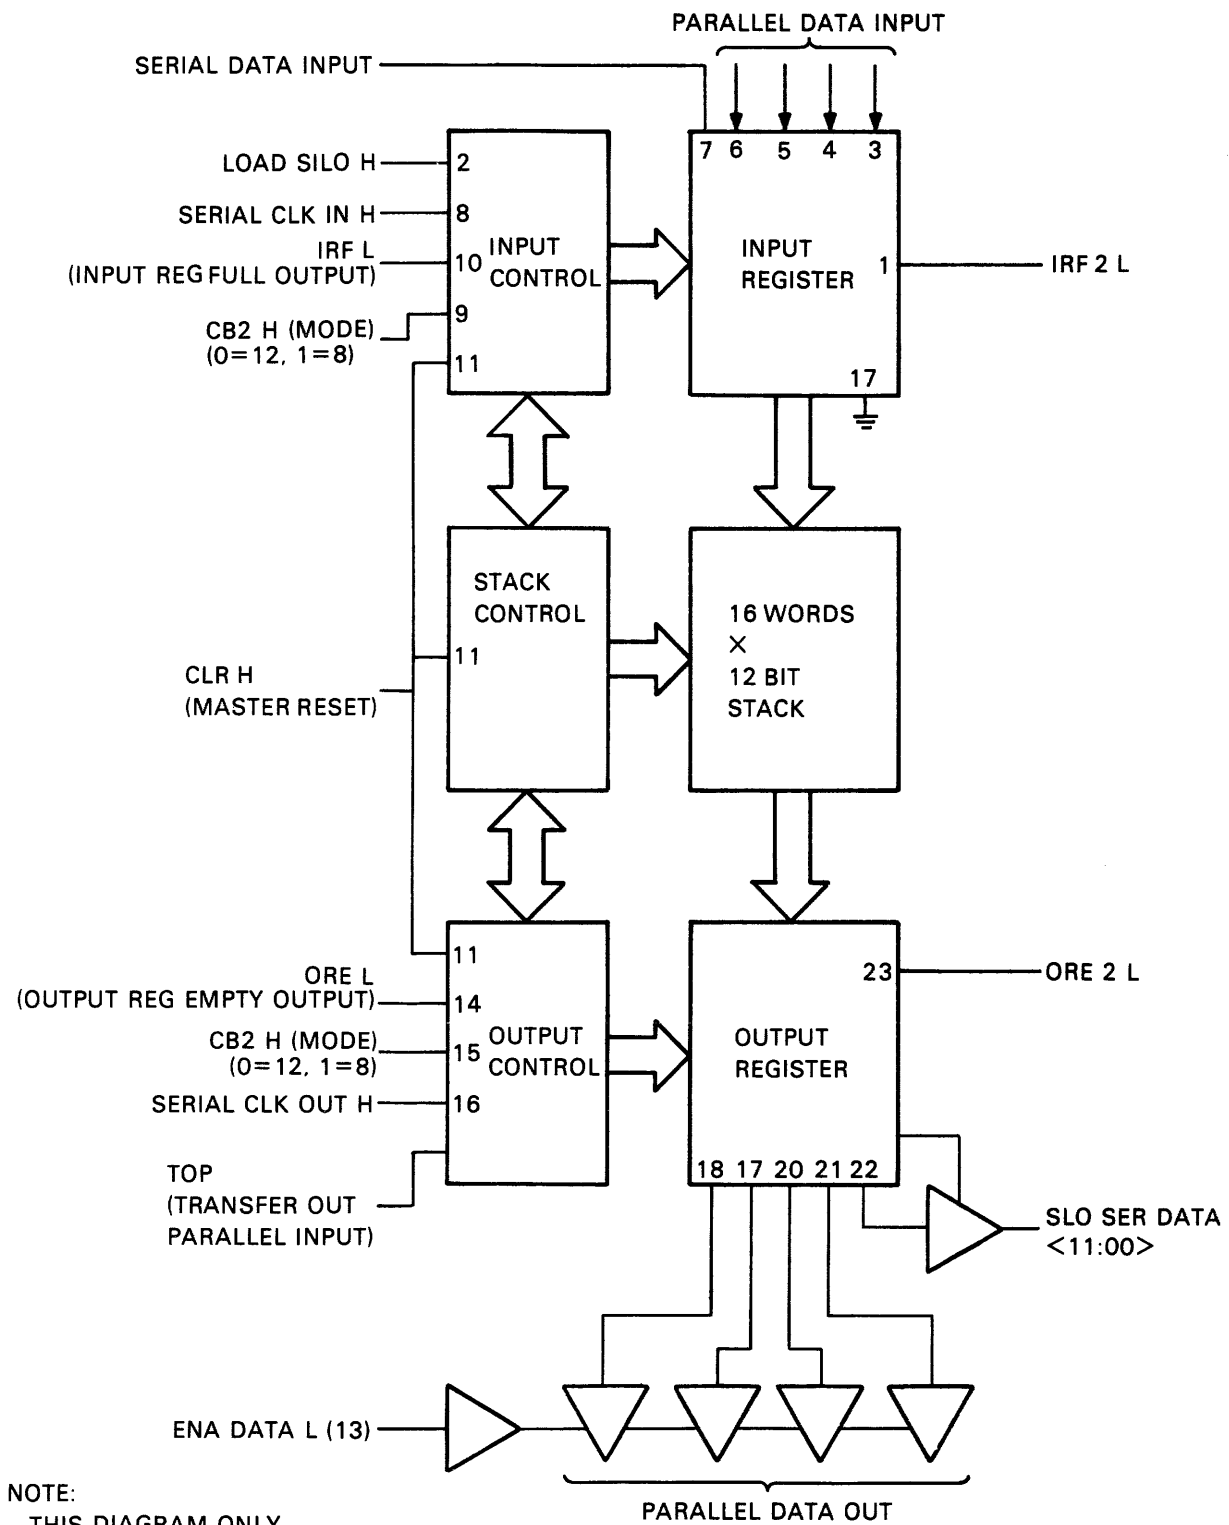 PARALLEL DATA INPUT
SERIAL DATA INPUT
7 6 5 4 3
LOAD SILO H
2
SERIAL CLK IN H
8
IRF L
(INPUT REG FULL OUTPUT)
10
INPUT
CONTROL
CB2 H (MODE)
(0=12, 1=8)
9
11
INPUT
REGISTER
1
IRF 2 L
17
STACK
CONTROL
11
16 WORDS
×
12 BIT
STACK
CLR H
(MASTER RESET)
11
ORE L
(OUTPUT REG EMPTY OUTPUT)
14
CB2 H (MODE)
(0=12, 1=8)
15
OUTPUT
CONTROL
SERIAL CLK OUT H
16
TOP
(TRANSFER OUT
PARALLEL INPUT)
23
ORE 2 L
OUTPUT
REGISTER
18 17 20 21 22
SLO SER DATA
<11:00>
ENA DATA L (13)
PARALLEL DATA OUT
NOTE:
THIS DIAGRAM ONLY